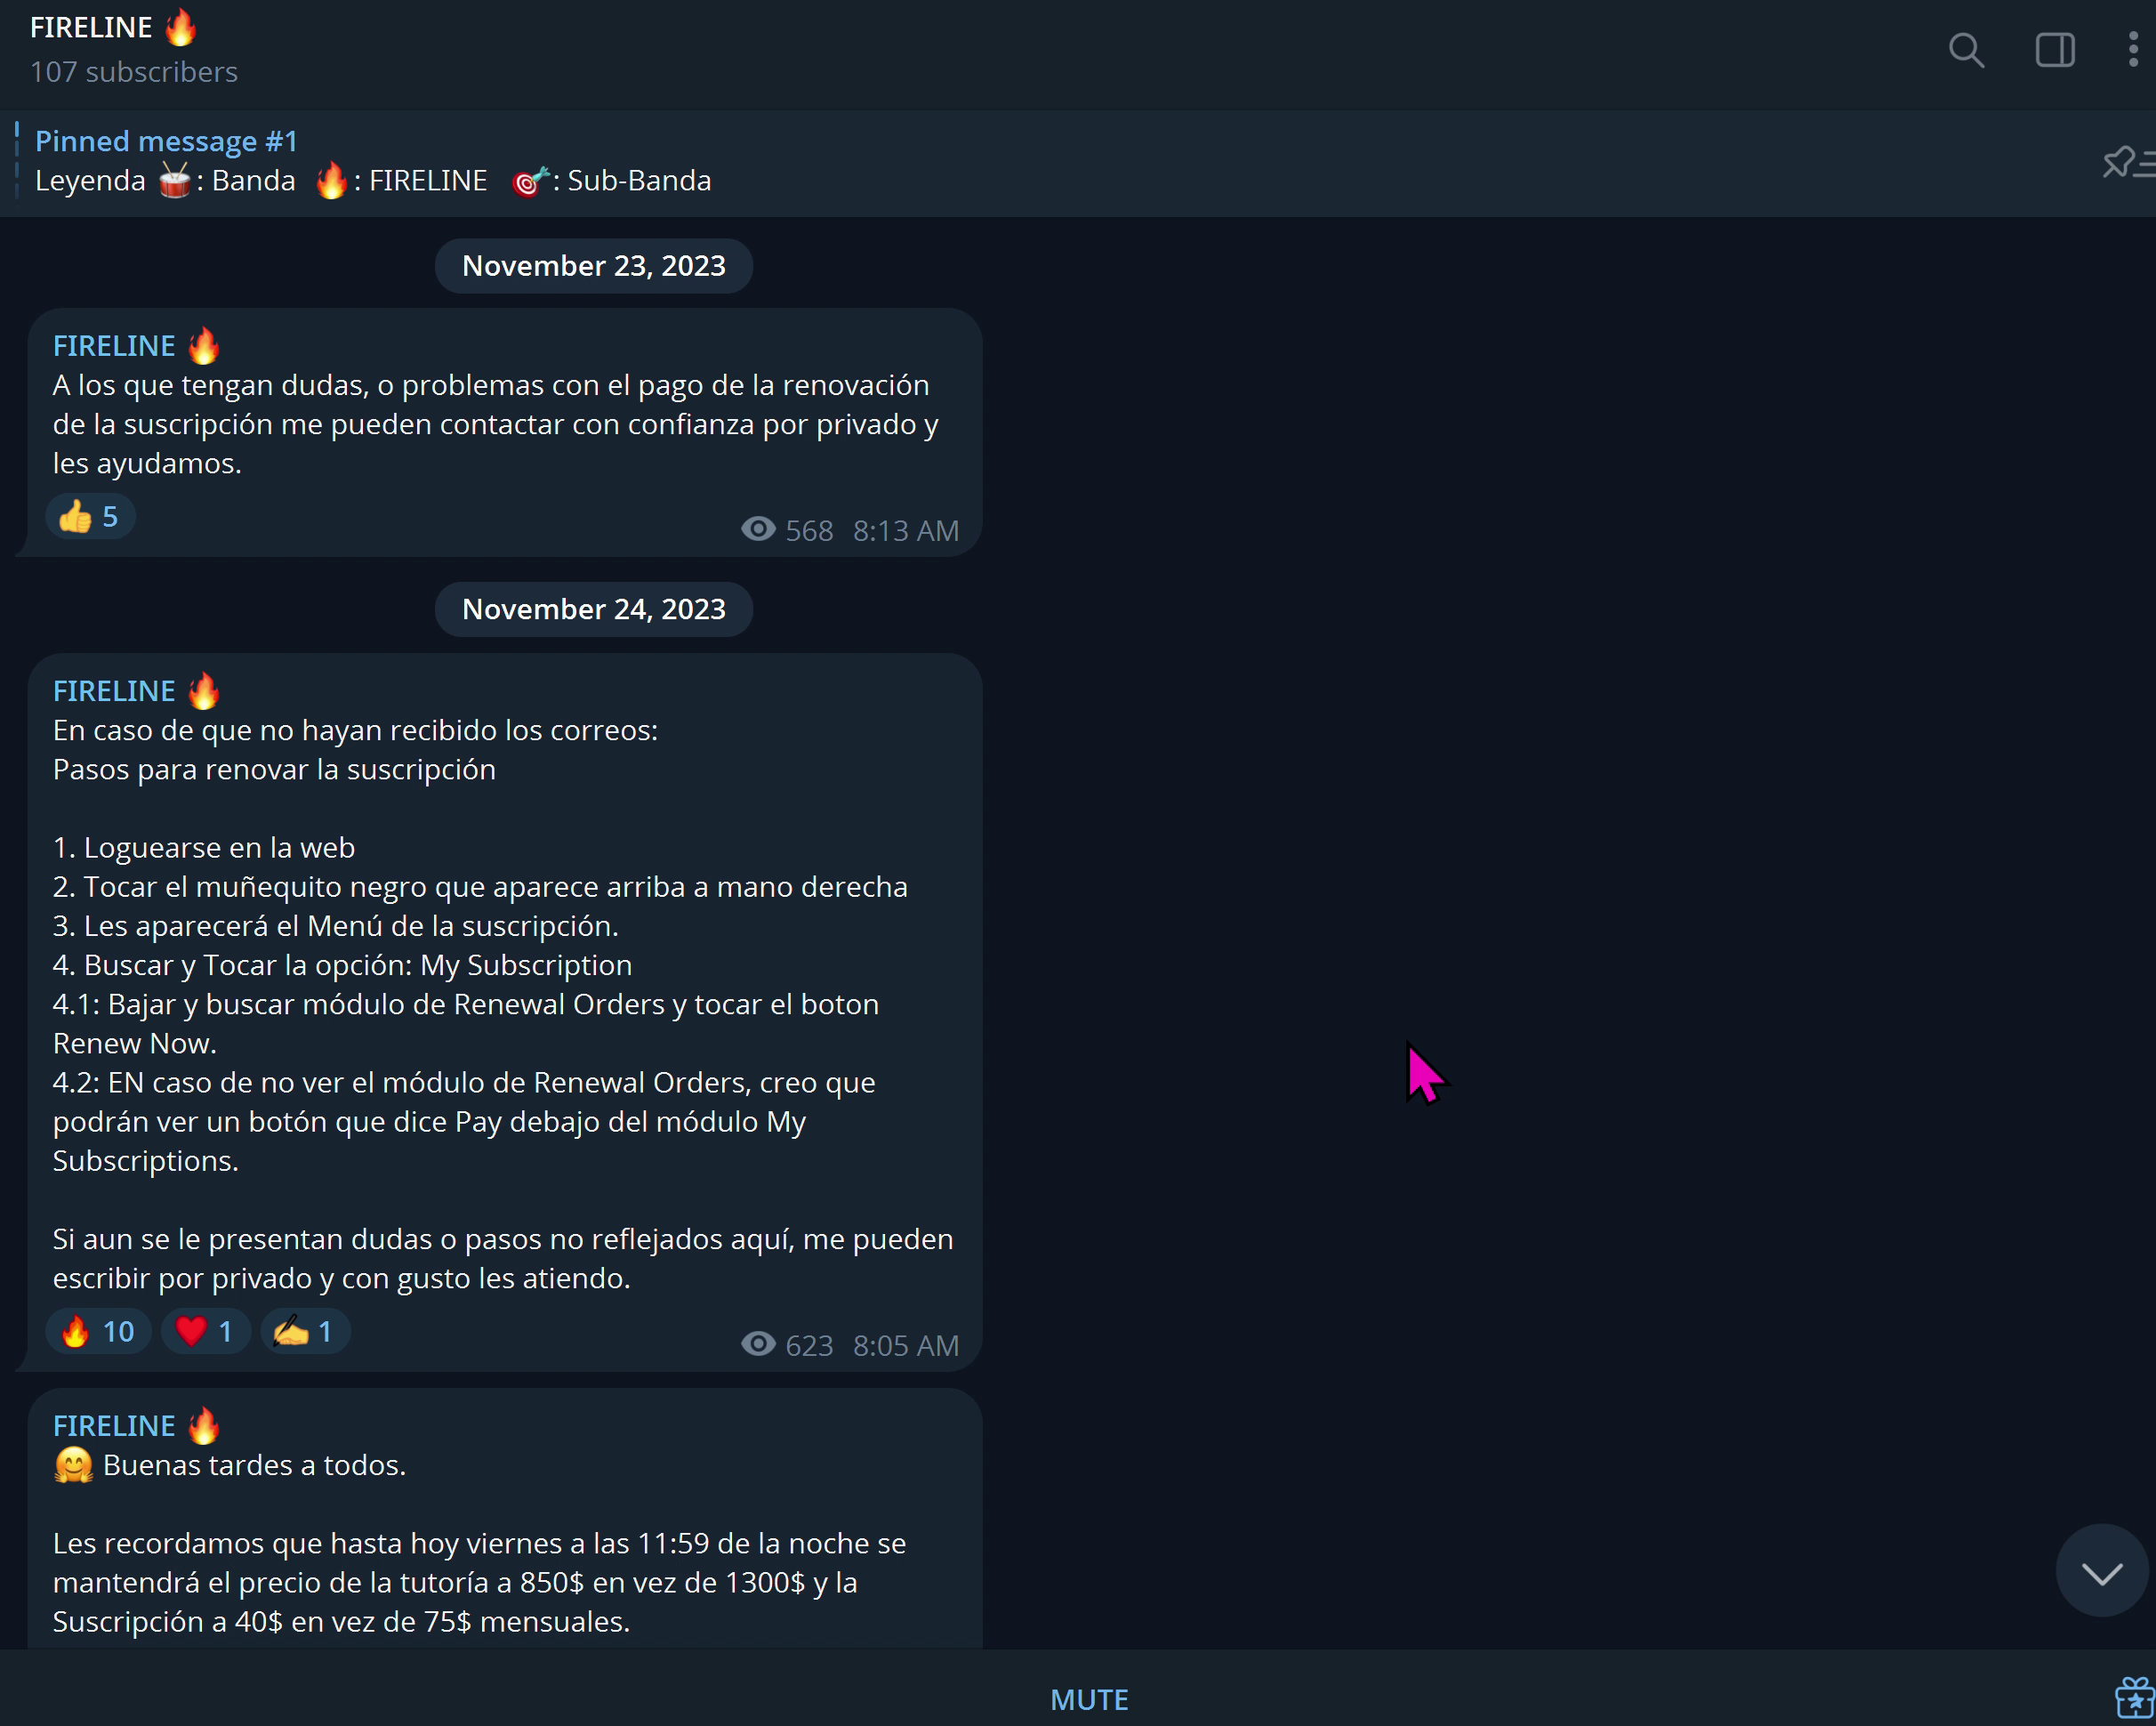 FIRELINE 🔥
107 subscribers
Pinned message #1
Leyenda 🥁: Banda 🔥: FIRELINE 🎯: Sub-Banda
November 23, 2023
FIRELINE 🔥
A los que tengan dudas, o problemas con el pago de la renovación
de la suscripción me pueden contactar con confianza por privado y
les ayudamos.
👍 5
568 8:13 AM
November 24, 2023
FIRELINE 🔥
En caso de que no hayan recibido los correos:
Pasos para renovar la suscripción
1. Loguearse en la web
2. Tocar el muñequito negro que aparece arriba a mano derecha
3. Les aparecerá el Menú de la suscripción.
4. Buscar y Tocar la opción: My Subscription
4.1: Bajar y buscar módulo de Renewal Orders y tocar el boton
Renew Now.
4.2: EN caso de no ver el módulo de Renewal Orders, creo que
podrán ver un botón que dice Pay debajo del módulo My
Subscriptions.
Si aun se le presentan dudas o pasos no reflejados aquí, me pueden
escribir por privado y con gusto les atiendo.
🔥 10 ❤️ 1 ✍️ 1
623 8:05 AM
FIRELINE 🔥
🤗 Buenas tardes a todos.
Les recordamos que hasta hoy viernes a las 11:59 de la noche se
mantendrá el precio de la tutoría a 850$ en vez de 1300$ y la
Suscripción a 40$ en vez de 75$ mensuales.
MUTE